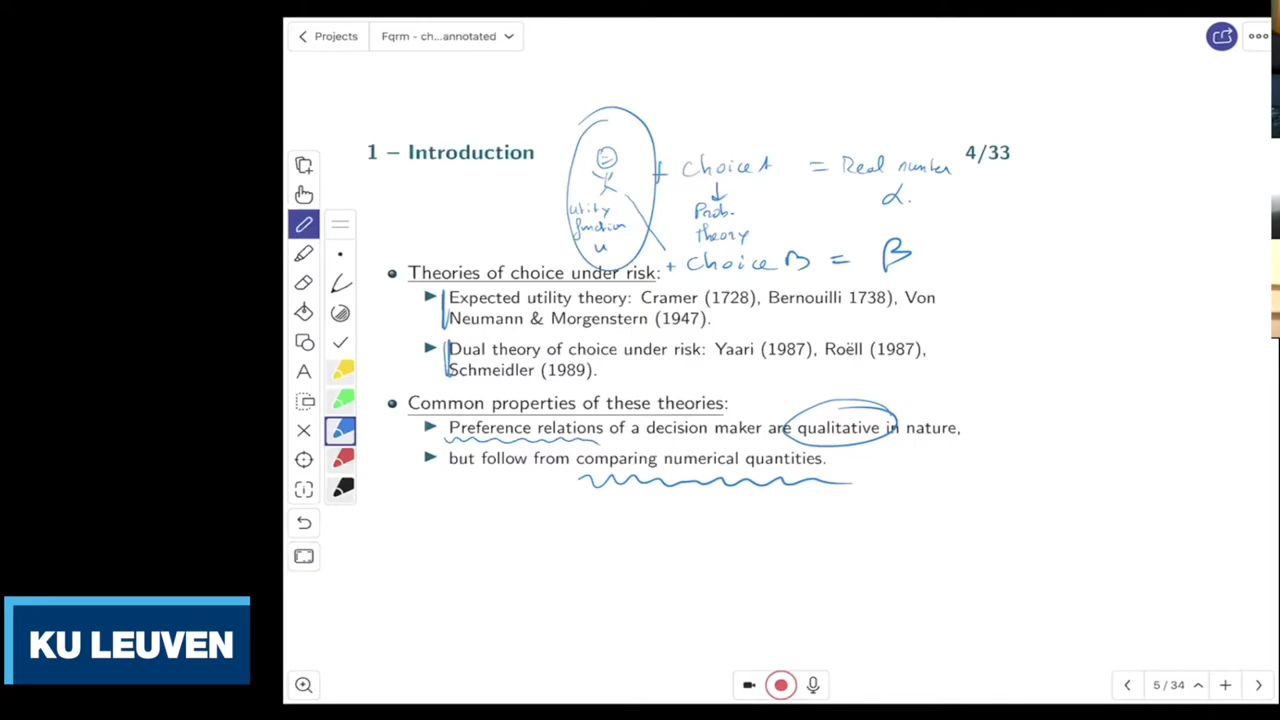 Projects
Fqrm - ch...annotated
1 – Introduction
4/33
utility
function
u
+ choice A = Real number
α.
Prob.
theory
+ choice B = β
Theories of choice under risk:
Expected utility theory: Cramer (1728), Bernouilli 1738), Von
Neumann & Morgenstern (1947).
Dual theory of choice under risk: Yaari (1987), Roëll (1987),
Schmeidler (1989).
Common properties of these theories:
Preference relations of a decision maker are qualitative in nature,
but follow from comparing numerical quantities.
KU LEUVEN
5 / 34